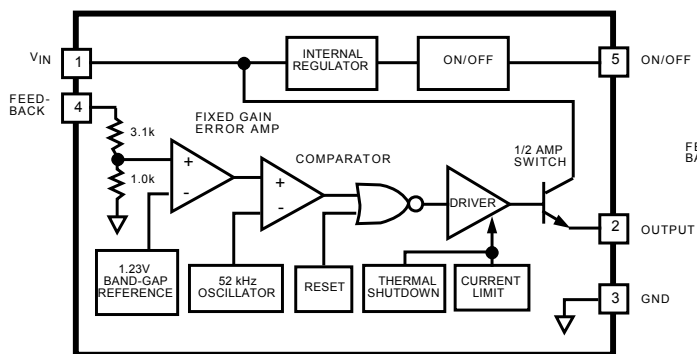 VIN
1
INTERNAL
REGULATOR
ON/OFF
5
ON/OFF
FEED-
BACK
4
3.1k
FIXED GAIN
ERROR AMP
1.0k
+
-
COMPARATOR
+
-
1/2 AMP
SWITCH
DRIVER
2
OUTPUT
1.23V
BAND-GAP
REFERENCE
52 kHz
OSCILLATOR
RESET
THERMAL
SHUTDOWN
CURRENT
LIMIT
3
GND